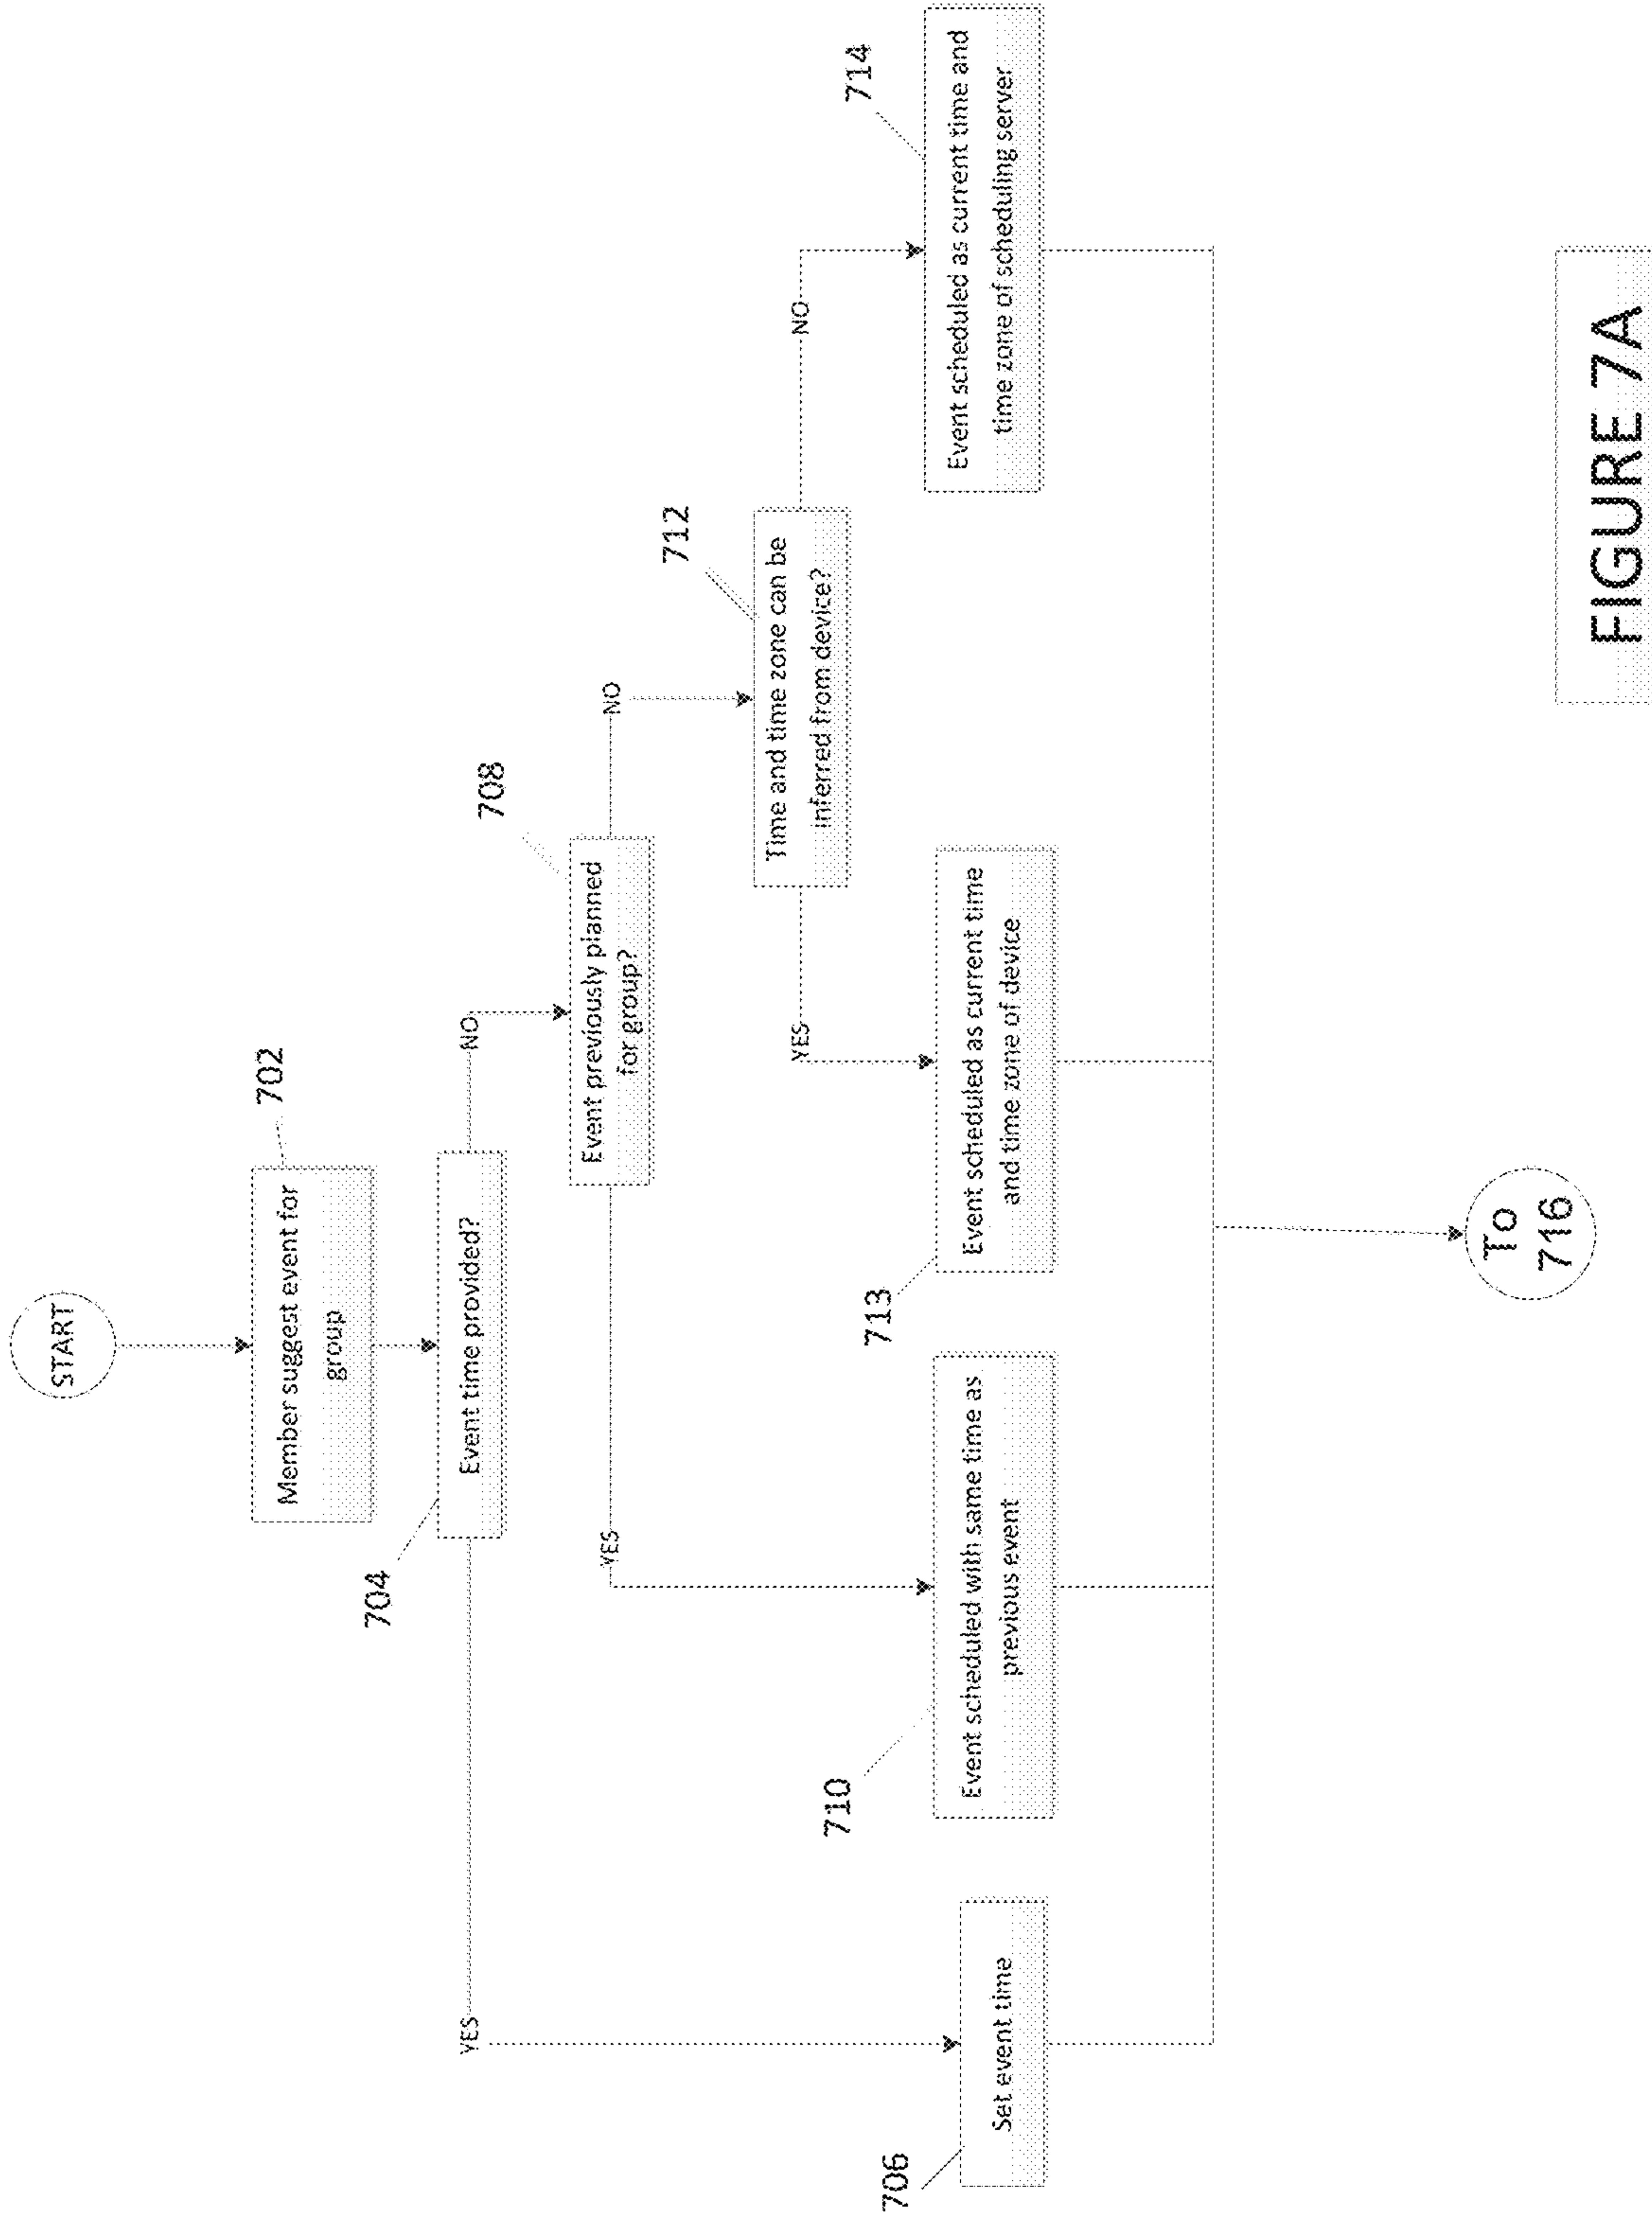 START
702
Member suggest event for
group
704
Event time provided?
YES
NO
708
Event previously planned
for group?
YES
NO
712
Time and time zone can be
inferred from device?
YES
NO
706
Set event time
710
Event scheduled with same time as
previous event
713
Event scheduled as current time
and time zone of device
714
Event scheduled as current time and
time zone of scheduling server
To
716
FIGURE 7A